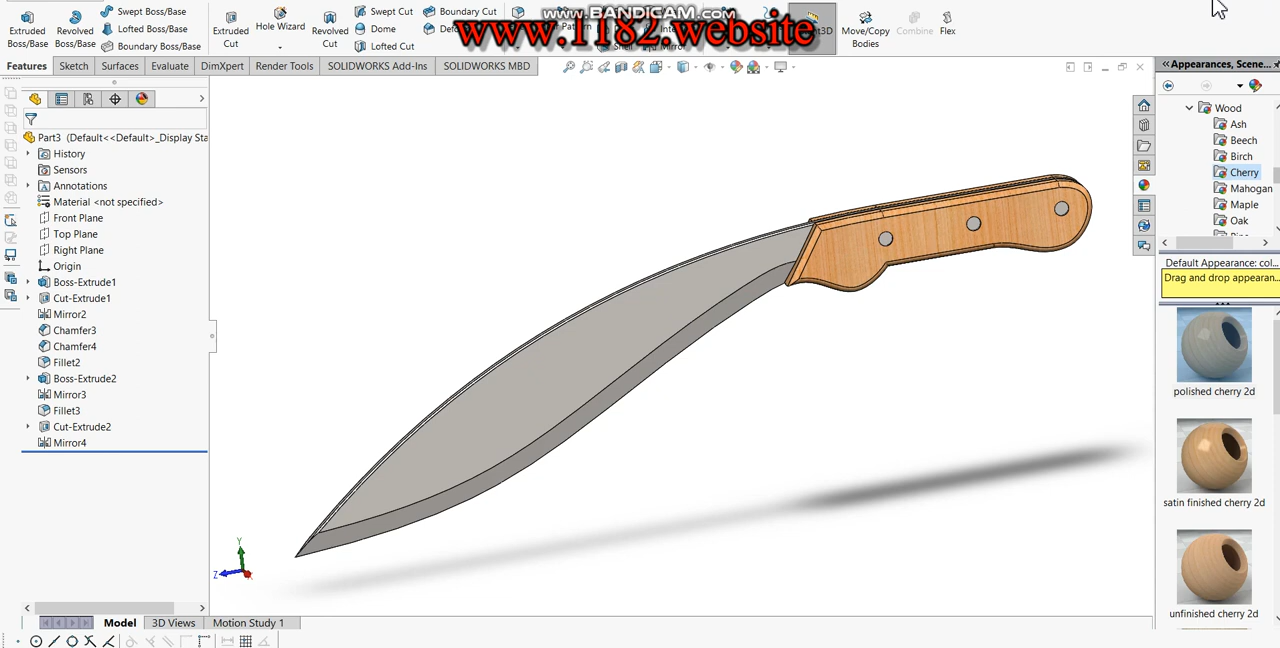 www.BANDICAM.com
www.1182.website
Extruded Boss/Base
Revolved Boss/Base
Swept Boss/Base
Lofted Boss/Base
Boundary Boss/Base
Extruded Cut
Hole Wizard
Revolved Cut
Swept Cut
Dome
Lofted Cut
Boundary Cut
Move/Copy Bodies
Combine
Flex
Features
Sketch
Surfaces
Evaluate
DimXpert
Render Tools
SOLIDWORKS Add-Ins
SOLIDWORKS MBD
Part3 (Default<<Default>_Display Sta
History
Sensors
Annotations
Material <not specified>
Front Plane
Top Plane
Right Plane
Origin
Boss-Extrude1
Cut-Extrude1
Mirror2
Chamfer3
Chamfer4
Fillet2
Boss-Extrude2
Mirror3
Fillet3
Cut-Extrude2
Mirror4
Y
Z
X
Model
3D Views
Motion Study 1
Appearances, Scene...
Wood
Ash
Beech
Birch
Cherry
Mahogan
Maple
Oak
Default Appearance: col...
Drag and drop appearan...
polished cherry 2d
satin finished cherry 2d
unfinished cherry 2d